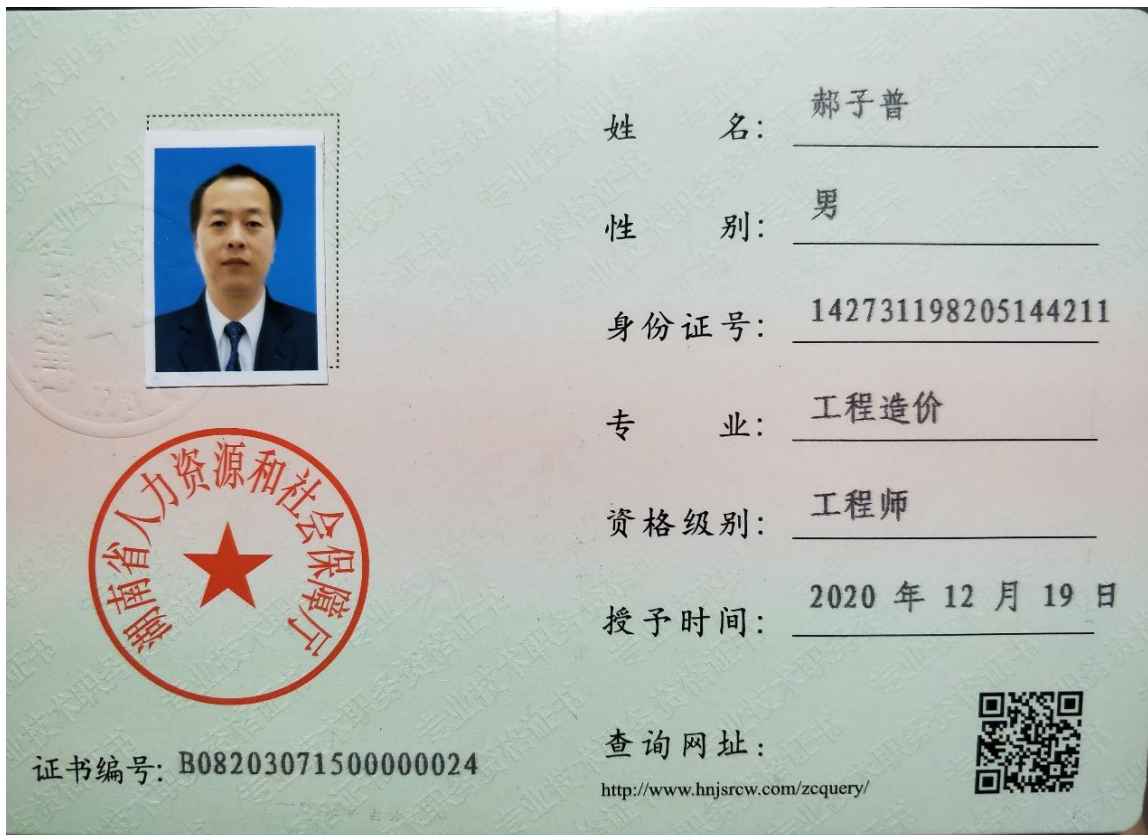 姓名：郝子普
性别：男
身份证号：142731198205144211
专业：工程造价
资格级别：工程师
授予时间：2020 年 12 月 19 日
湖南省人力资源和社会保障厅
证书编号：B08203071500000024
查询网址：
http://www.hnjsrcw.com/zcquery/